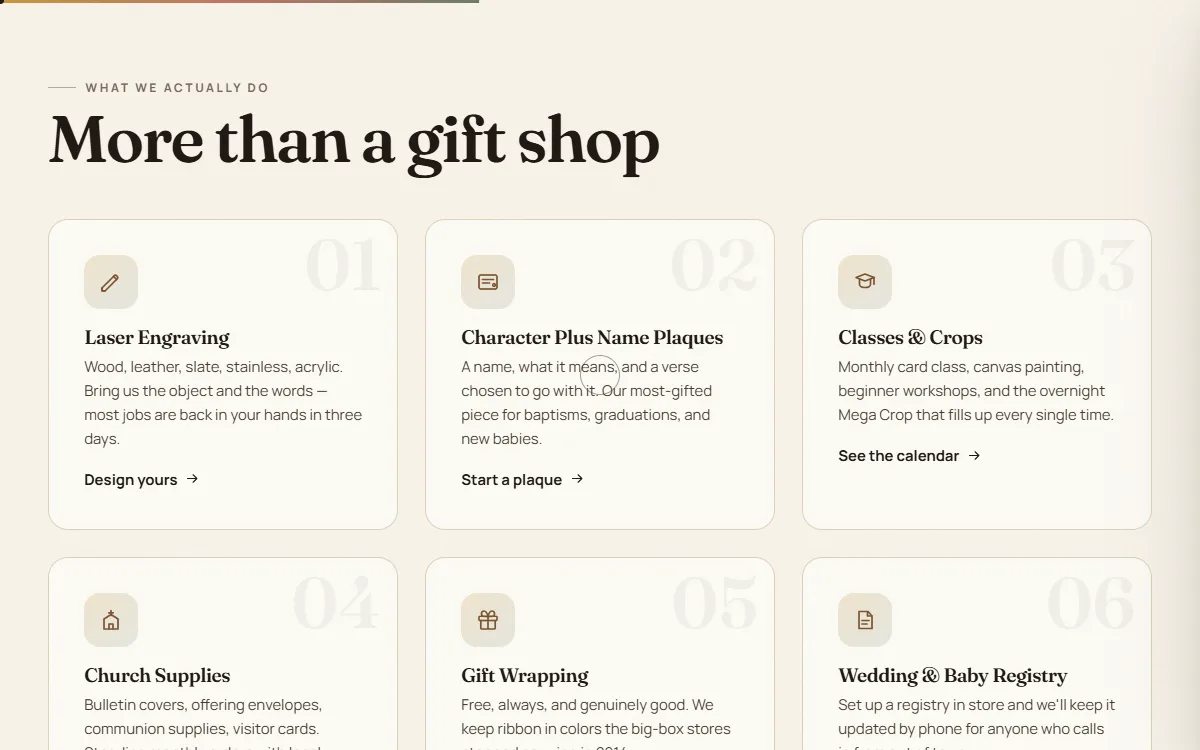 WHAT WE ACTUALLY DO
More than a gift shop
01
Laser Engraving
Wood, leather, slate, stainless, acrylic.
Bring us the object and the words —
most jobs are back in your hands in three
days.
Design yours →
02
Character Plus Name Plaques
A name, what it means, and a verse
chosen to go with it. Our most-gifted
piece for baptisms, graduations, and
new babies.
Start a plaque →
03
Classes & Crops
Monthly card class, canvas painting,
beginner workshops, and the overnight
Mega Crop that fills up every single time.
See the calendar →
04
Church Supplies
Bulletin covers, offering envelopes,
communion supplies, visitor cards.
05
Gift Wrapping
Free, always, and genuinely good. We
keep ribbon in colors the big-box stores
06
Wedding & Baby Registry
Set up a registry in store and we'll keep it
updated by phone for anyone who calls